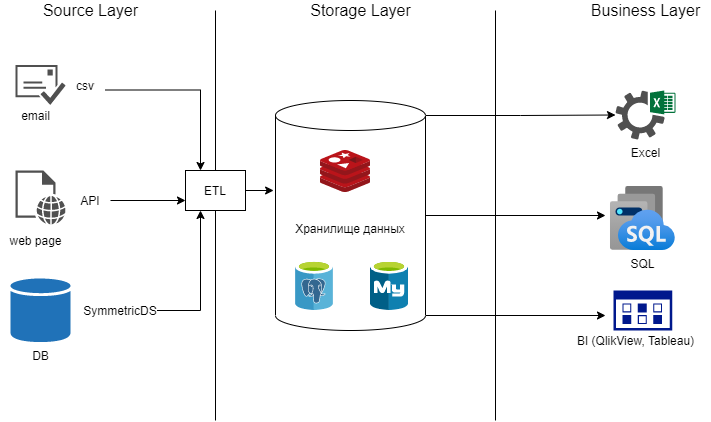 Source Layer
Storage Layer
Business Layer
csv
email
X
Excel
API
ETL
web page
Хранилище данных
SQL
SQL
SymmetricDS
My
DB
BI (QlikView, Tableau)